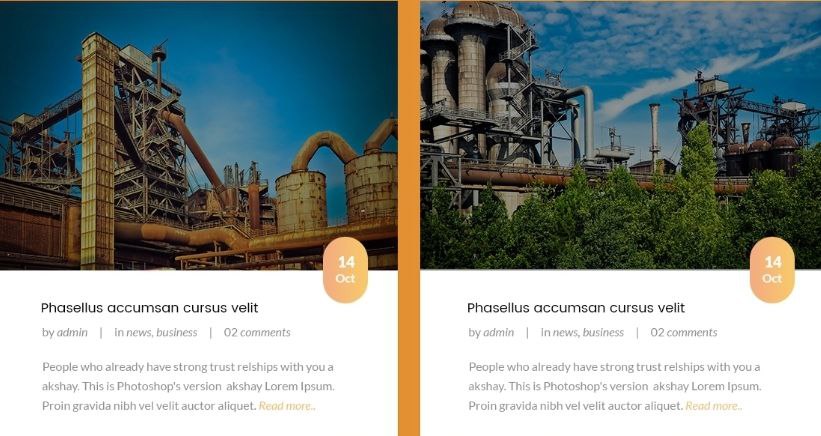 14
Oct
Phasellus accumsan cursus velit
by admin | in news, business | 02 comments
People who already have strong trust relships with you a
akshay. This is Photoshop's version akshay Lorem Ipsum.
Proin gravida nibh vel velit auctor aliquet. Read more..
14
Oct
Phasellus accumsan cursus velit
by admin | in news, business | 02 comments
People who already have strong trust relships with you a
akshay. This is Photoshop's version akshay Lorem Ipsum.
Proin gravida nibh vel velit auctor aliquet. Read more..